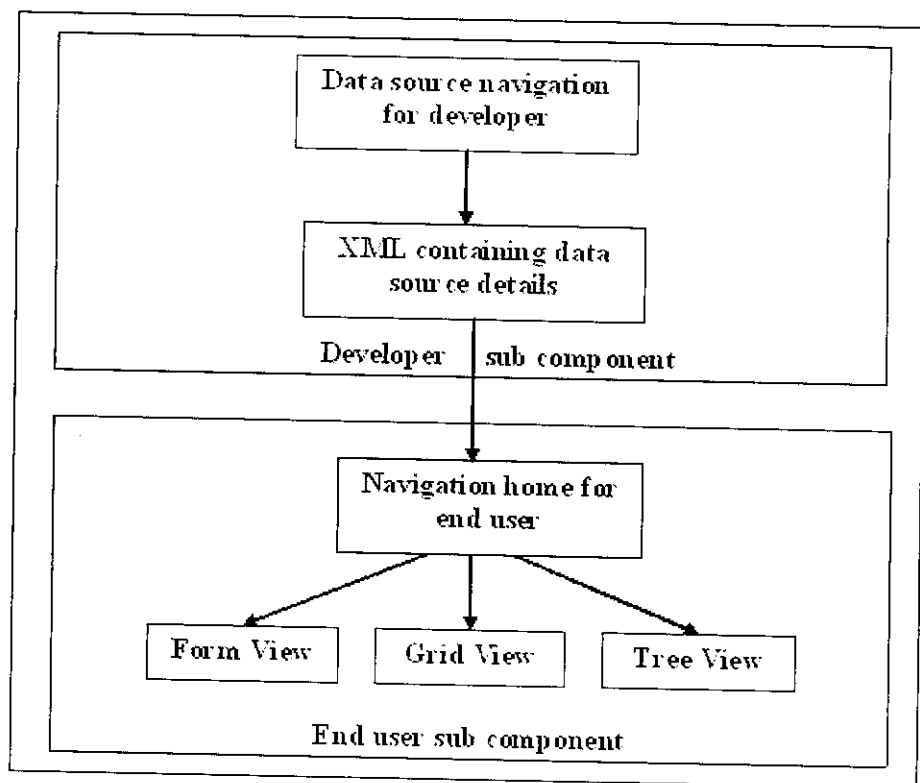 Data source navigation
for developer
XML containing data
source details
Developer sub component
Navigation home for
end user
Form View
Grid View
Tree View
End user sub component